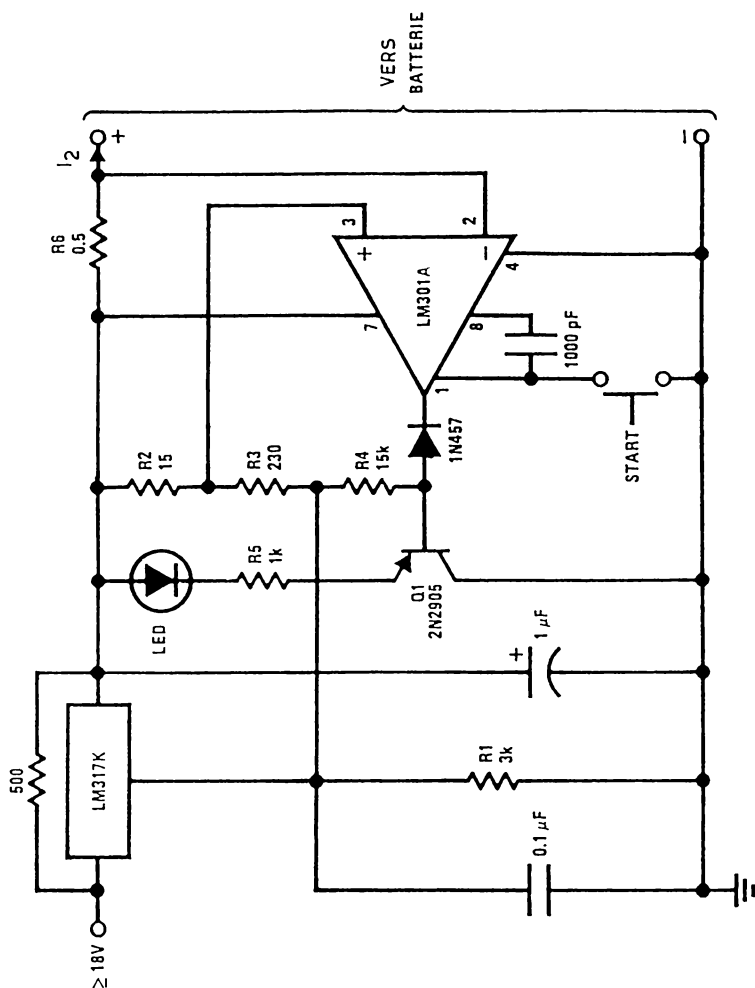 VERS
BATTERIE
I2
+
−
R6
0.5
3
2
+
−
LM301A
7
4
8
1
1000 pF
R2
15
R3
230
R4
15k
1N457
START
LED
R5
1k
Q1
2N2905
+
1 µF
500
LM317K
R1
3k
0.1 µF
≥ 18V